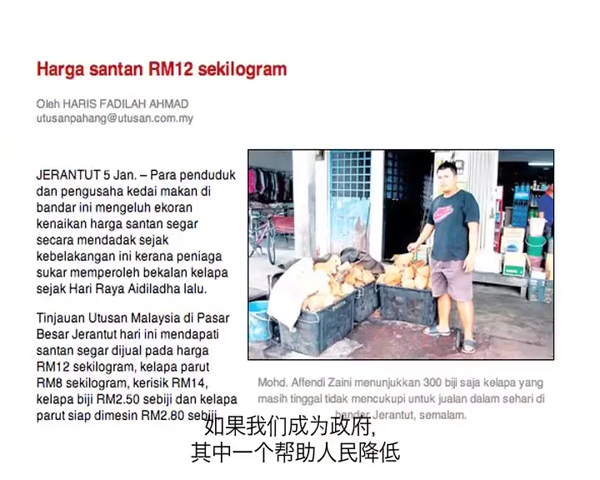 Harga santan RM12 sekilogram
Oleh HARIS FADILAH AHMAD
utusanpahang@utusan.com.my
JERANTUT 5 Jan. – Para penduduk
dan pengusaha kedai makan di
bandar ini mengeluh ekoran
kenaikan harga santan segar
secara mendadak sejak
kebelakangan ini kerana peniaga
sukar memperoleh bekalan kelapa
sejak Hari Raya Aidiladha lalu.
Tinjauan Utusan Malaysia di Pasar
Besar Jerantut hari ini mendapati
santan segar dijual pada harga
RM12 sekilogram, kelapa parut
RM8 sekilogram, kerisik RM14,
kelapa biji RM2.50 sebiji dan kelapa
parut siap dimesin RM2.80 sebiji.
Mohd. Affendi Zaini menunjukkan 300 biji saja kelapa yang
masih tinggal tidak mencukupi untuk jualan dalam sehari di
bandar Jerantut, semalam.
如果我们成为政府,
其中一个帮助人民降低